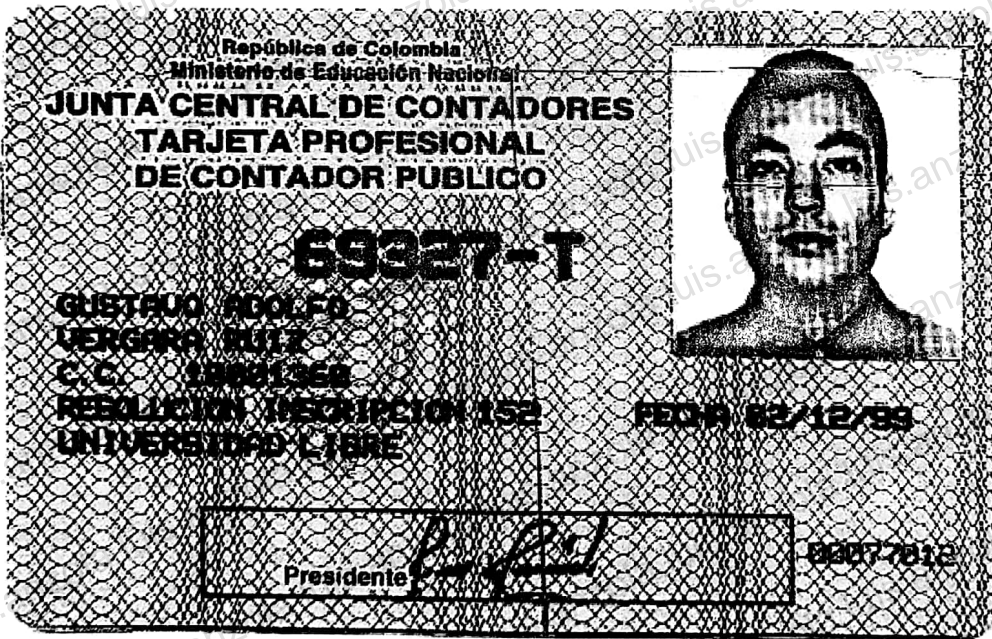 República de Colombia
Ministerio de Educación Nacional
JUNTA CENTRAL DE CONTADORES
TARJETA PROFESIONAL
DE CONTADOR PUBLICO
69327-T
GUSTAVO ADOLFO
VERGARA RUIZ
C.C.
RESOLUCION INSCRIPCION 152 FECHA 02/12/99
UNIVERSIDAD LIBRE
Presidente
00077012